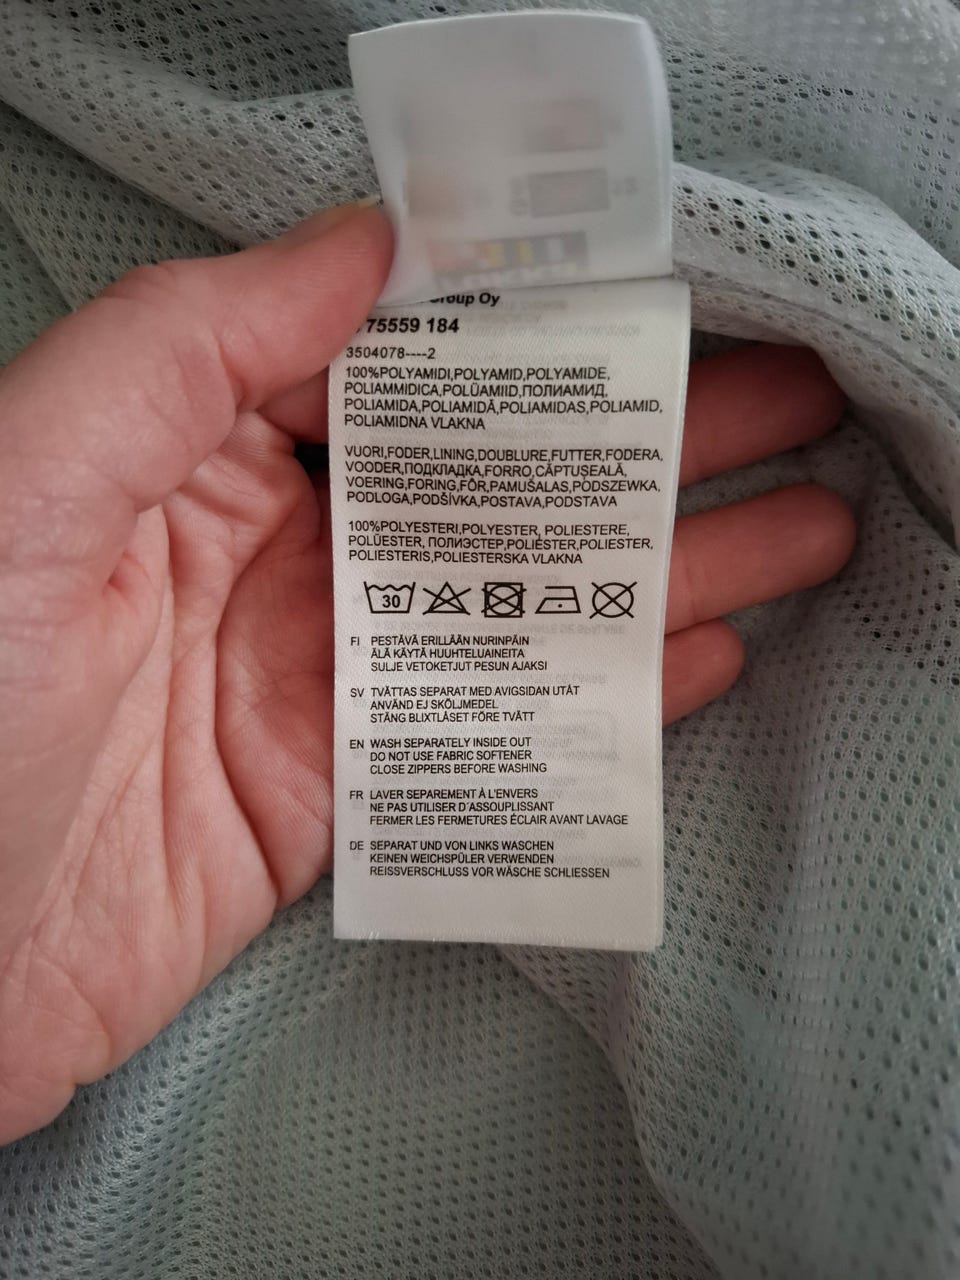 Group Oy
75559 184
3504078----2
100%POLYAMIDI,POLYAMID,POLYAMIDE,
POLIAMMIDICA,POLÜAMIID,ПОЛИАМИД,
POLIAMIDA,POLIAMIDĂ,POLIAMIDAS,POLIAMID,
POLIAMIDNA VLAKNA
VUORI,FODER,LINING,DOUBLURE,FUTTER,FODERA,
VOODER,ПОДКЛАДКА,FORRO,CĂPTUŞEALĂ,
VOERING,FORING,FÔR,PAMUŠALAS,PODSZEWKA,
PODLOGA,PODŠÍVKA,POSTAVA,PODSTAVA
100%POLYESTERI,POLYESTER, POLIESTERE,
POLÜESTER, ПОЛИЭСТЕР,POLIÉSTER,POLIESTER,
POLIESTERIS,POLIESTERSKA VLAKNA
30
FI PESTÄVÄ ERILLÄÄN NURINPÄIN
ÄLÄ KÄYTÄ HUUHTELUAINEITA
SULJE VETOKETJUT PESUN AJAKSI
SV TVÄTTAS SEPARAT MED AVIGSIDAN UTÅT
ANVÄND EJ SKÖLJMEDEL
STÄNG BLIXTLÅSET FÖRE TVÄTT
EN WASH SEPARATELY INSIDE OUT
DO NOT USE FABRIC SOFTENER
CLOSE ZIPPERS BEFORE WASHING
FR LAVER SEPAREMENT À L'ENVERS
NE PAS UTILISER D´ASSOUPLISSANT
FERMER LES FERMETURES ÉCLAIR AVANT LAVAGE
DE SEPARAT UND VON LINKS WASCHEN
KEINEN WEICHSPÜLER VERWENDEN
REISSVERSCHLUSS VOR WÄSCHE SCHLIESSEN